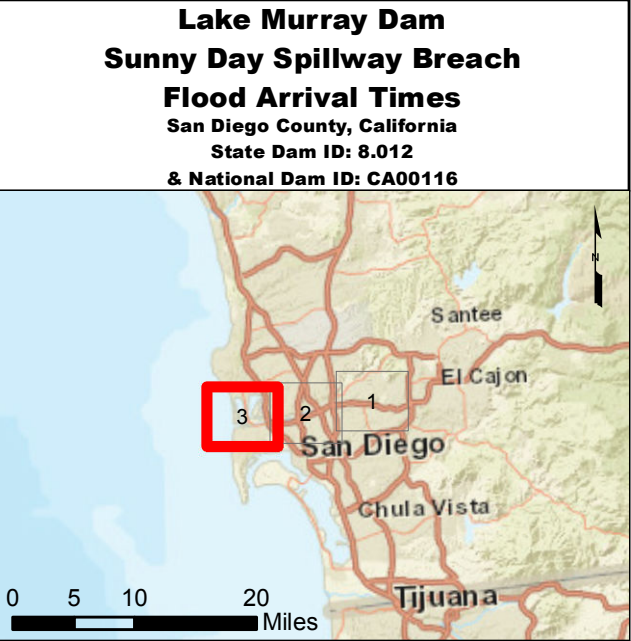 Lake Murray Dam
Sunny Day Spillway Breach
Flood Arrival Times
San Diego County, California
State Dam ID: 8.012
& National Dam ID: CA00116
N
Santee
El Cajon
1
2
3
San Diego
Chula Vista
Tijuana
0 5 10 20
Miles